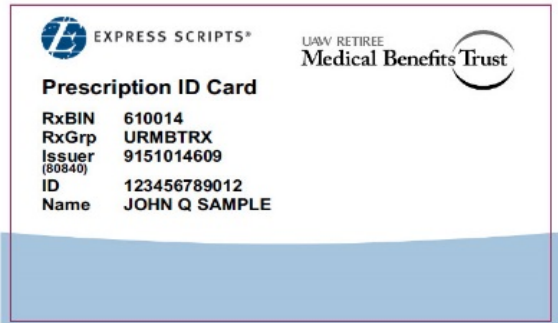 EXPRESS SCRIPTS®
UAW RETIREE
Medical Benefits Trust
Prescription ID Card
RxBIN 610014
RxGrp URMBTRX
Issuer 9151014609
(80840)
ID 123456789012
Name JOHN Q SAMPLE